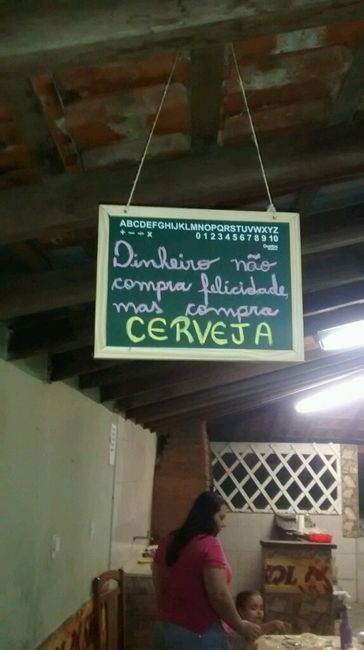 ABCDEFGHIJKLMNOPQRSTUVWXYZ
+ − ÷ × 0 1 2 3 4 5 6 7 8 9 10
Dinheiro não
compra felicidade,
mas compra
CERVEJA